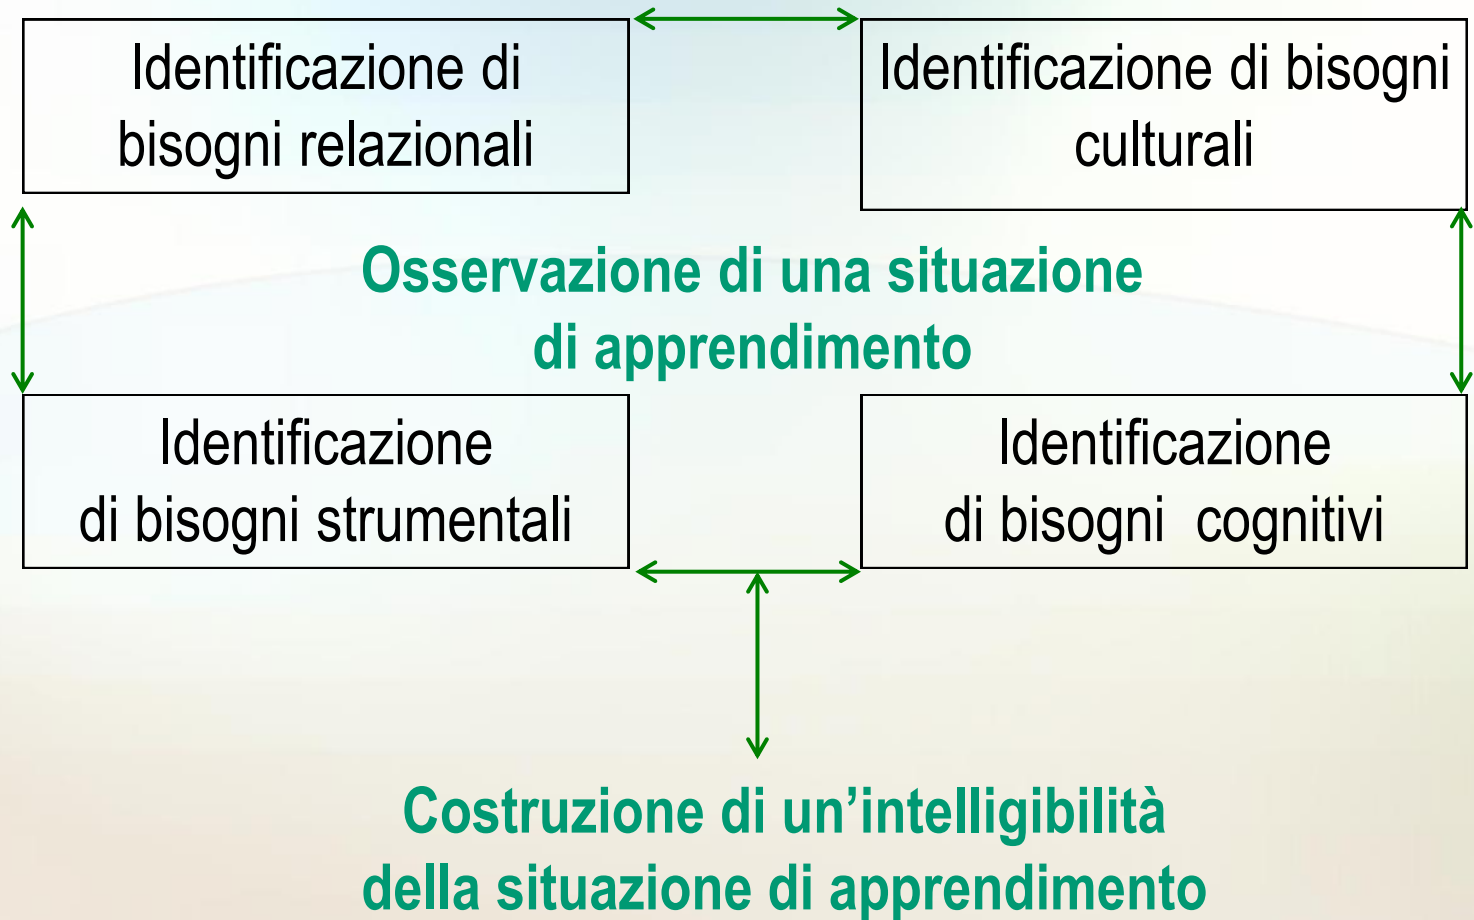 Identificazione di
bisogni relazionali
Identificazione di bisogni
culturali
Osservazione di una situazione
di apprendimento
Identificazione
di bisogni strumentali
Identificazione
di bisogni  cognitivi
Costruzione di un’intelligibilità
della situazione di apprendimento